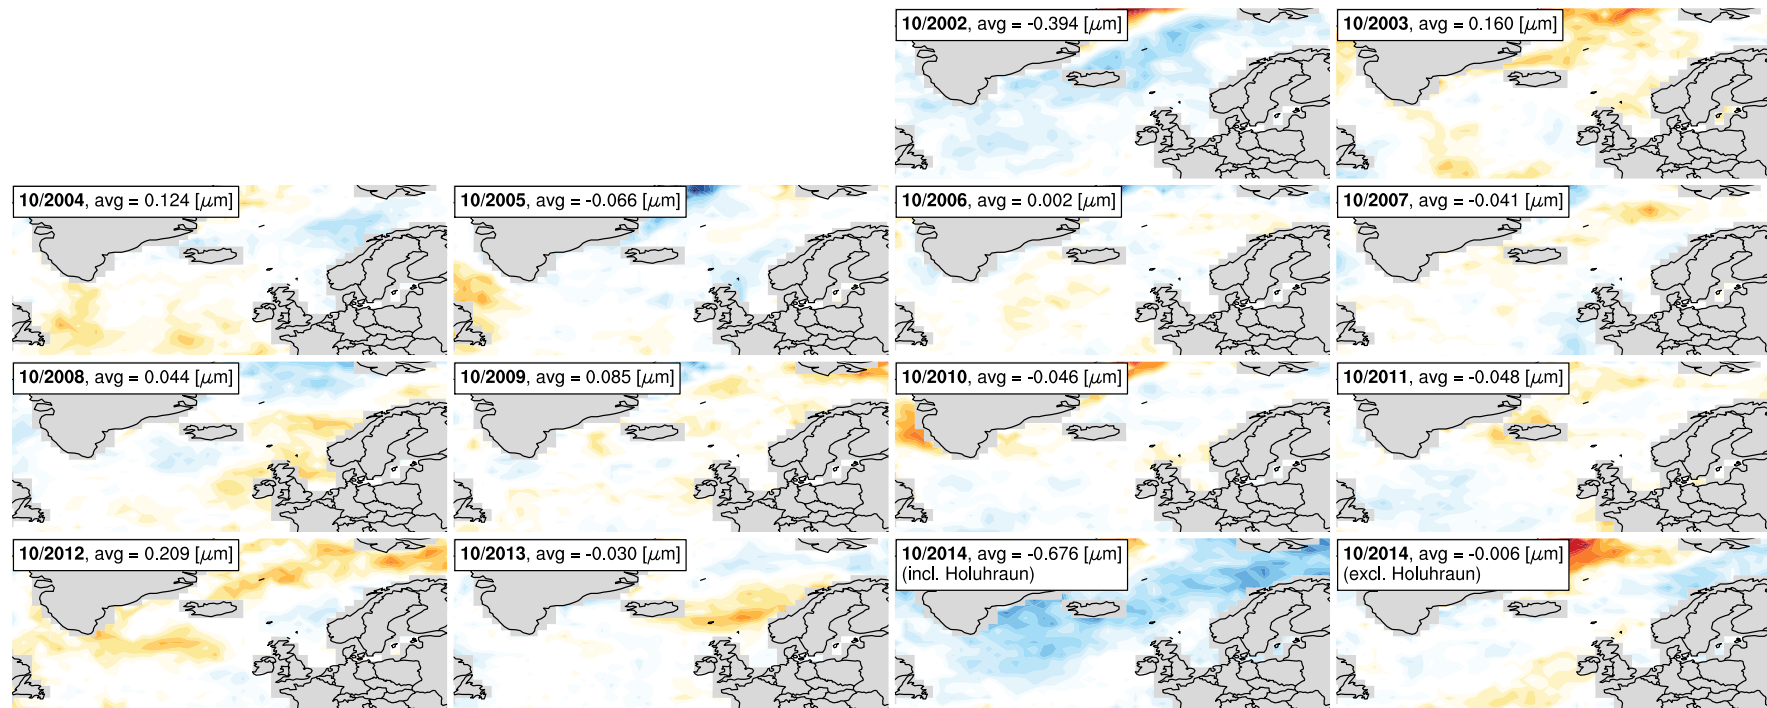 10/2002, avg = -0.394 [μm]
10/2003, avg = 0.160 [μm]
10/2004, avg = 0.124 [μm]
10/2005, avg = -0.066 [μm]
10/2006, avg = 0.002 [μm]
10/2007, avg = -0.041 [μm]
10/2008, avg = 0.044 [μm]
10/2009, avg = 0.085 [μm]
10/2010, avg = -0.046 [μm]
10/2011, avg = -0.048 [μm]
10/2012, avg = 0.209 [μm]
10/2013, avg = -0.030 [μm]
10/2014, avg = -0.676 [μm]
(incl. Holuhraun)
10/2014, avg = -0.006 [μm]
(excl. Holuhraun)